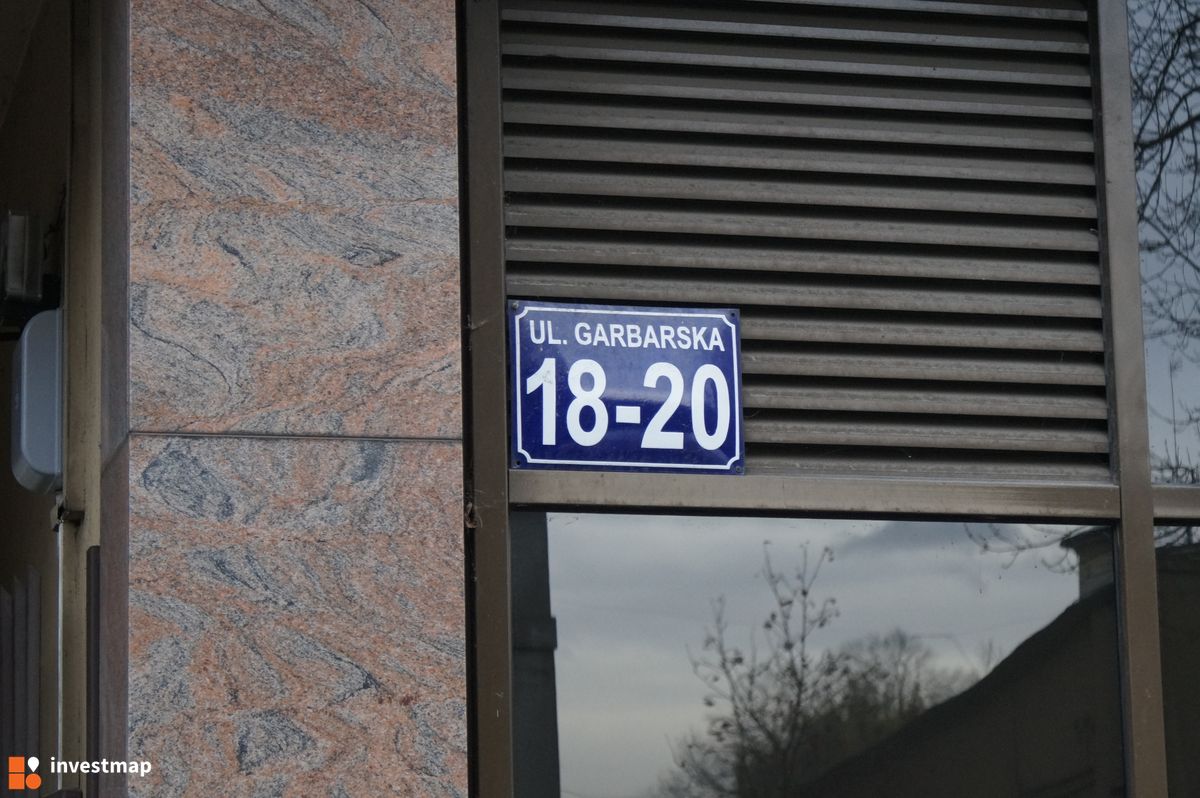 UL. GARBARSKA
18-20
investmap